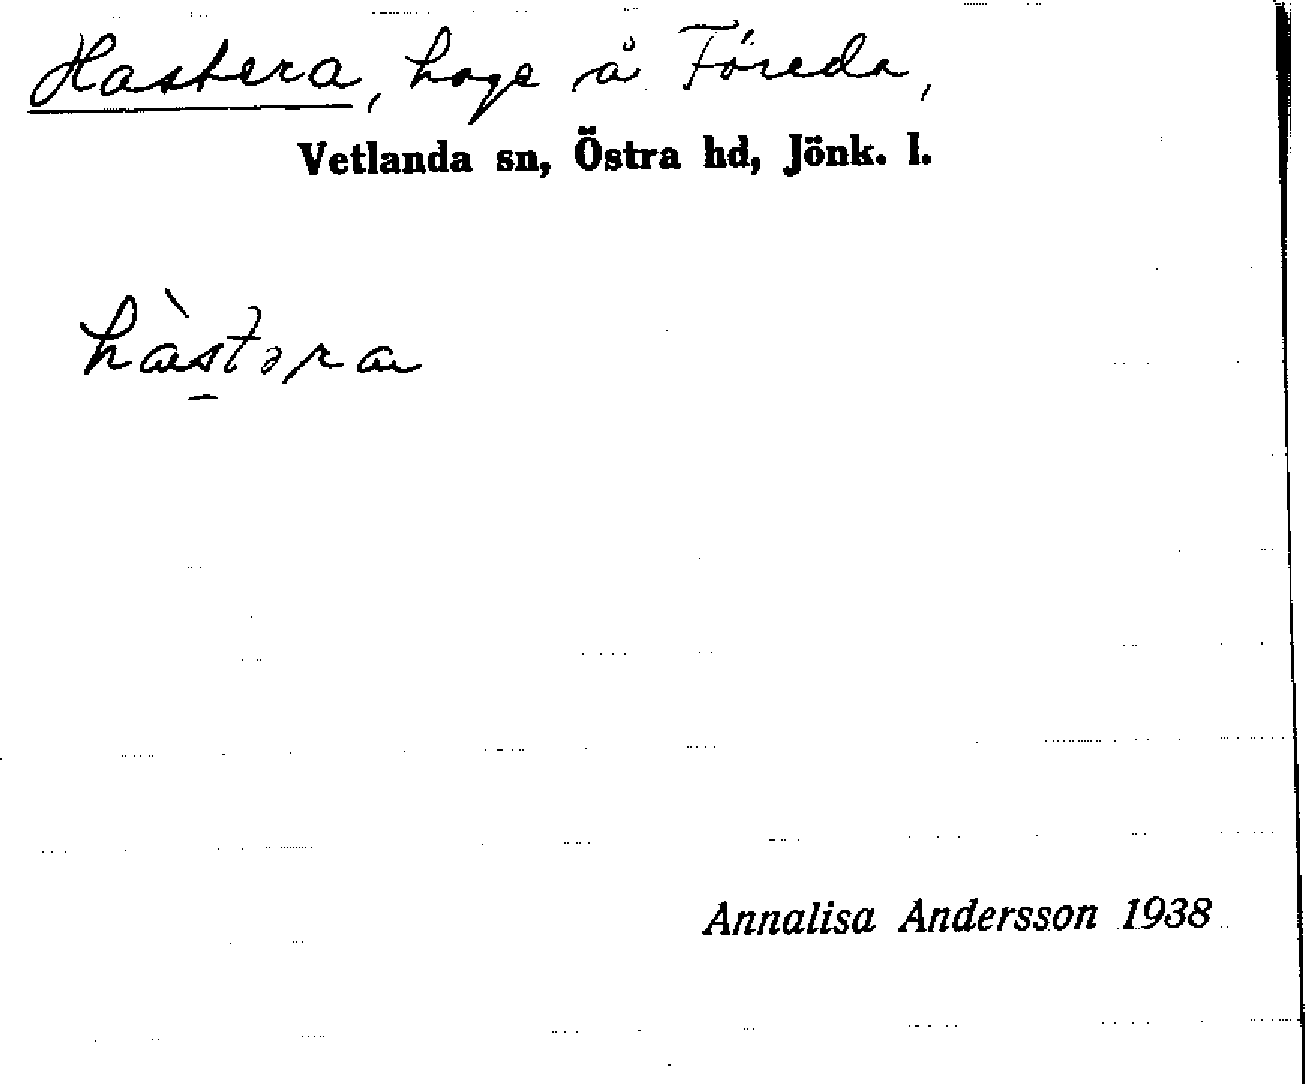 Hastera, hage å Föreda,
Vetlanda sn, Östra hd, Jönk. l.
hàstəra
Annalisa Andersson 1938